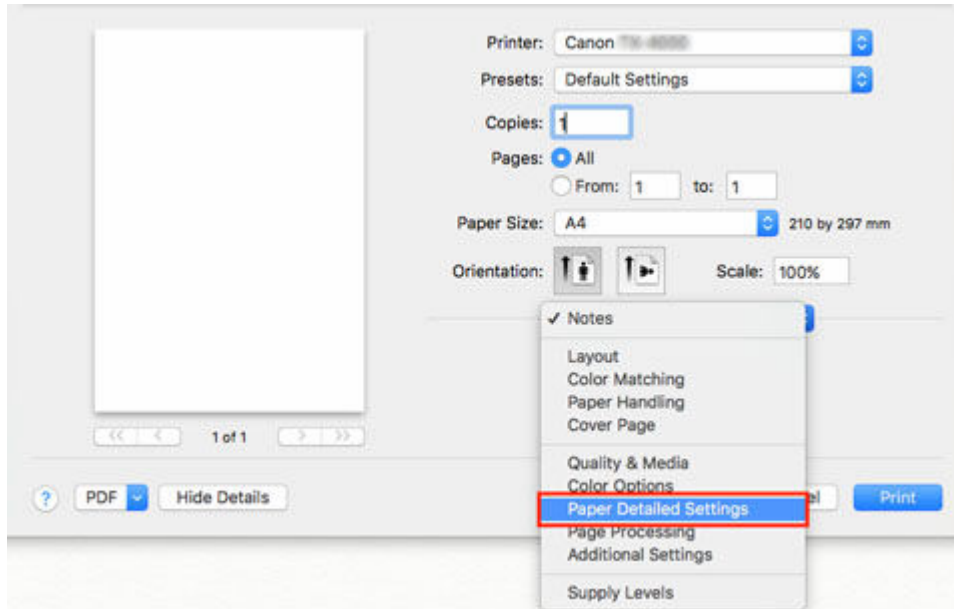 Printer: Canon
Presets: Default Settings
Copies: 1
Pages: All
From: 1 to: 1
Paper Size: A4 210 by 297 mm
Orientation: Scale: 100%
✓ Notes
Layout
Color Matching
Paper Handling
Cover Page
1 of 1
Quality & Media
Color Options
? PDF Hide Details Print
Paper Detailed Settings
Page Processing
Additional Settings
Supply Levels